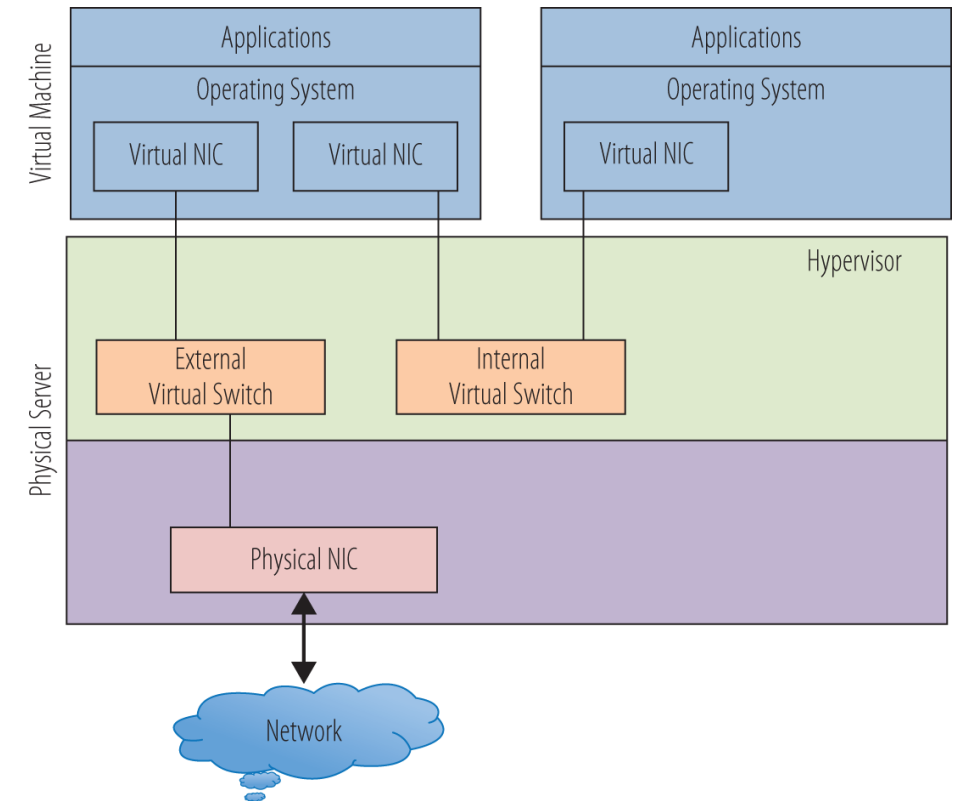 Virtual Machine
Applications
Operating System
Virtual NIC
Virtual NIC
Applications
Operating System
Virtual NIC
Physical Server
Hypervisor
External
Virtual Switch
Internal
Virtual Switch
Physical NIC
Network